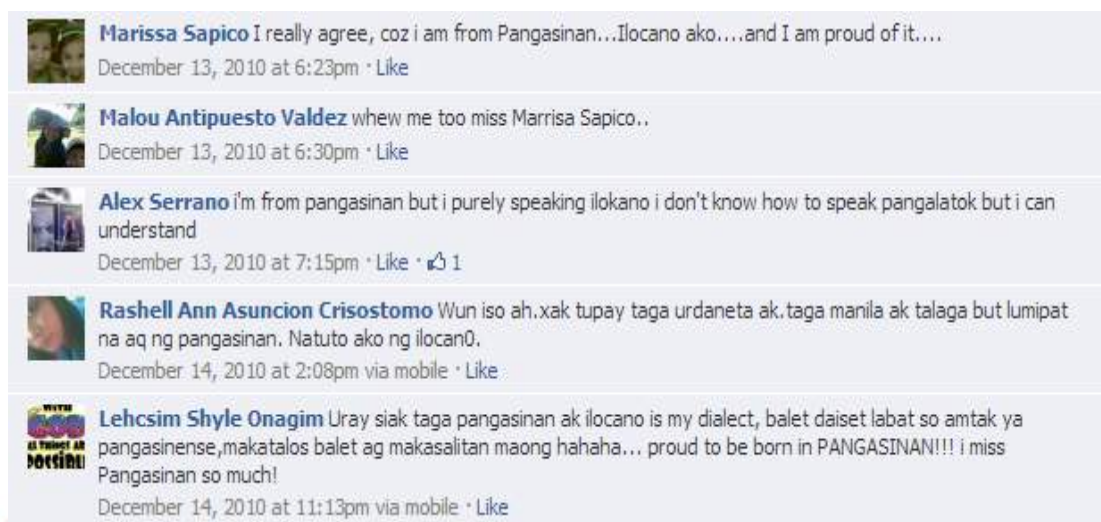 Marissa Sapico I really agree, coz i am from Pangasinan...Ilocano ako....and I am proud of it....
December 13, 2010 at 6:23pm · Like
Malou Antipuesto Valdez whew me too miss Marrisa Sapico..
December 13, 2010 at 6:30pm · Like
Alex Serrano i'm from pangasinan but i purely speaking ilokano i don't know how to speak pangalatok but i can
understand
December 13, 2010 at 7:15pm · Like · 1
Rashell Ann Asuncion Crisostomo Wun iso ah.xak tupay taga urdaneta ak.taga manila ak talaga but lumipat
na aq ng pangasinan. Natuto ako ng ilocan0.
December 14, 2010 at 2:08pm via mobile · Like
WITH
GOD
POSSIBLE
Lehcsim Shyle Onagim Uray siak taga pangasinan ak ilocano is my dialect, balet daiset labat so amtak ya
pangasinense,makatalos balet ag makasalitan maong hahaha... proud to be born in PANGASINAN!!! i miss
Pangasinan so much!
December 14, 2010 at 11:13pm via mobile · Like